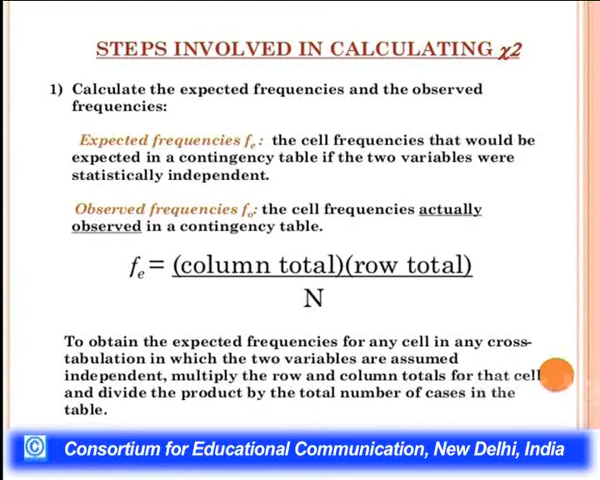 STEPS INVOLVED IN CALCULATING χ2
1) Calculate the expected frequencies and the observed
frequencies:
Expected frequencies fe : the cell frequencies that would be
expected in a contingency table if the two variables were
statistically independent.
Observed frequencies fo: the cell frequencies actually
observed in a contingency table.
fe = (column total)(row total)
N
To obtain the expected frequencies for any cell in any cross-
tabulation in which the two variables are assumed
independent, multiply the row and column totals for that cell
and divide the product by the total number of cases in the
table.
© Consortium for Educational Communication, New Delhi, India